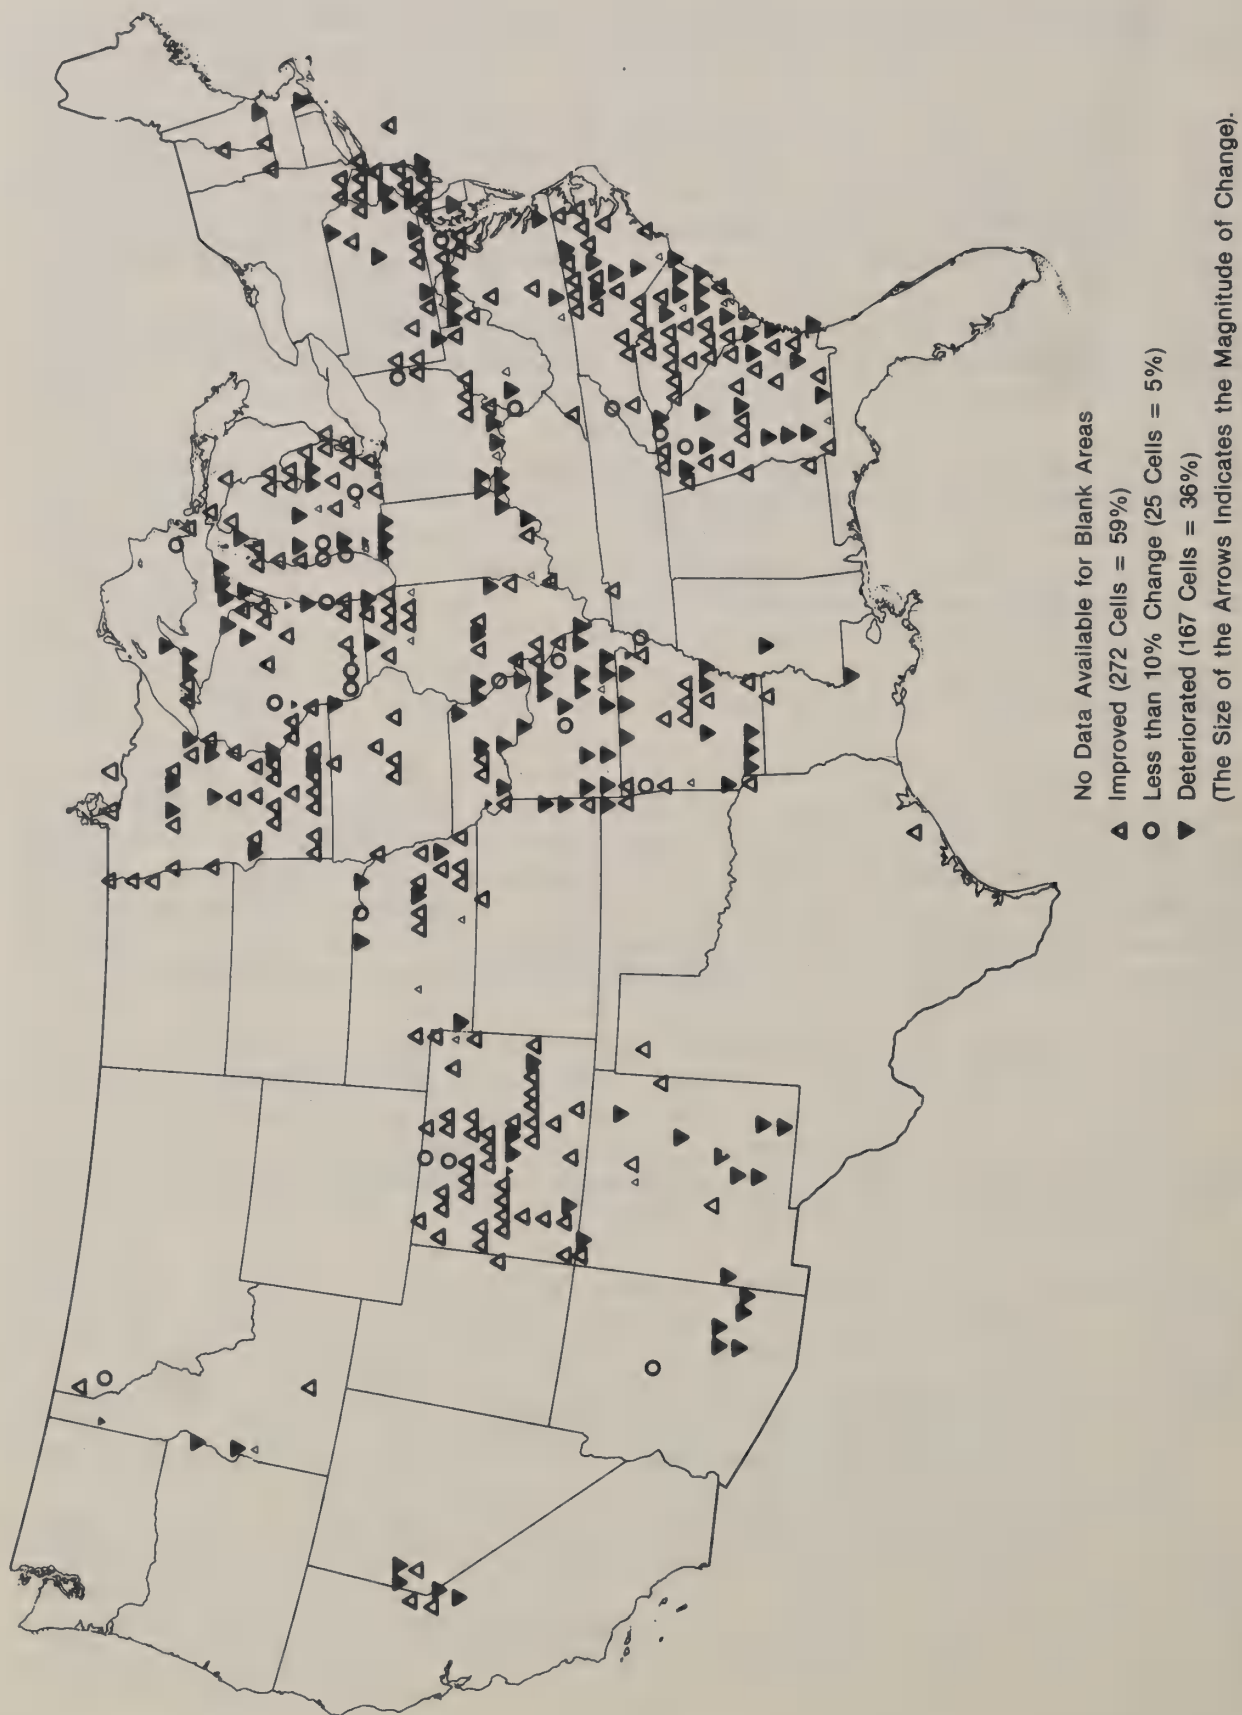 No Data Available for Blank Areas
△ Improved (272 Cells = 59%)
○ Less than 10% Change (25 Cells = 5%)
▼ Deteriorated (167 Cells = 36%)
(The Size of the Arrows Indicates the Magnitude of Change).